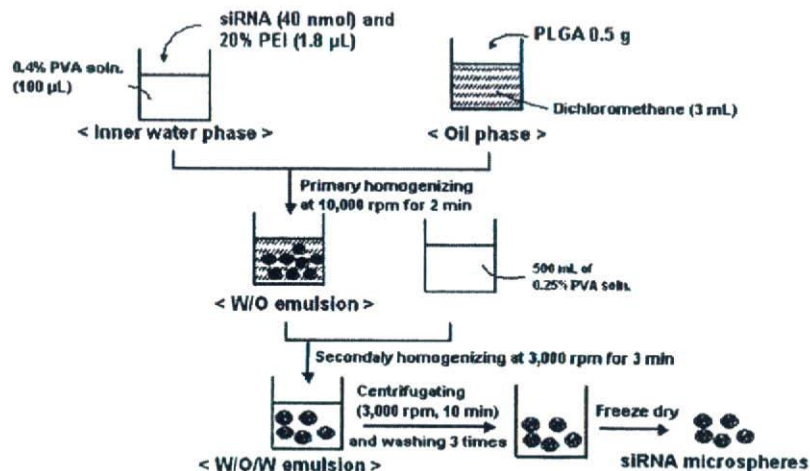 siRNA (40 nmol) and
20% PEI (1.8 µL)
0.4% PVA soln.
(100 µL)
< Inner water phase >
PLGA 0.5 g
Dichloromethane (3 mL)
< Oil phase >
Primary homogenizing
at 10,000 rpm for 2 min
< W/O emulsion >
500 mL of
0.25% PVA soln.
Secondaly homogenizing at 3,000 rpm for 3 min
< W/O/W emulsion >
Centrifugating
(3,000 rpm, 10 min)
and washing 3 times
Freeze dry
siRNA microspheres